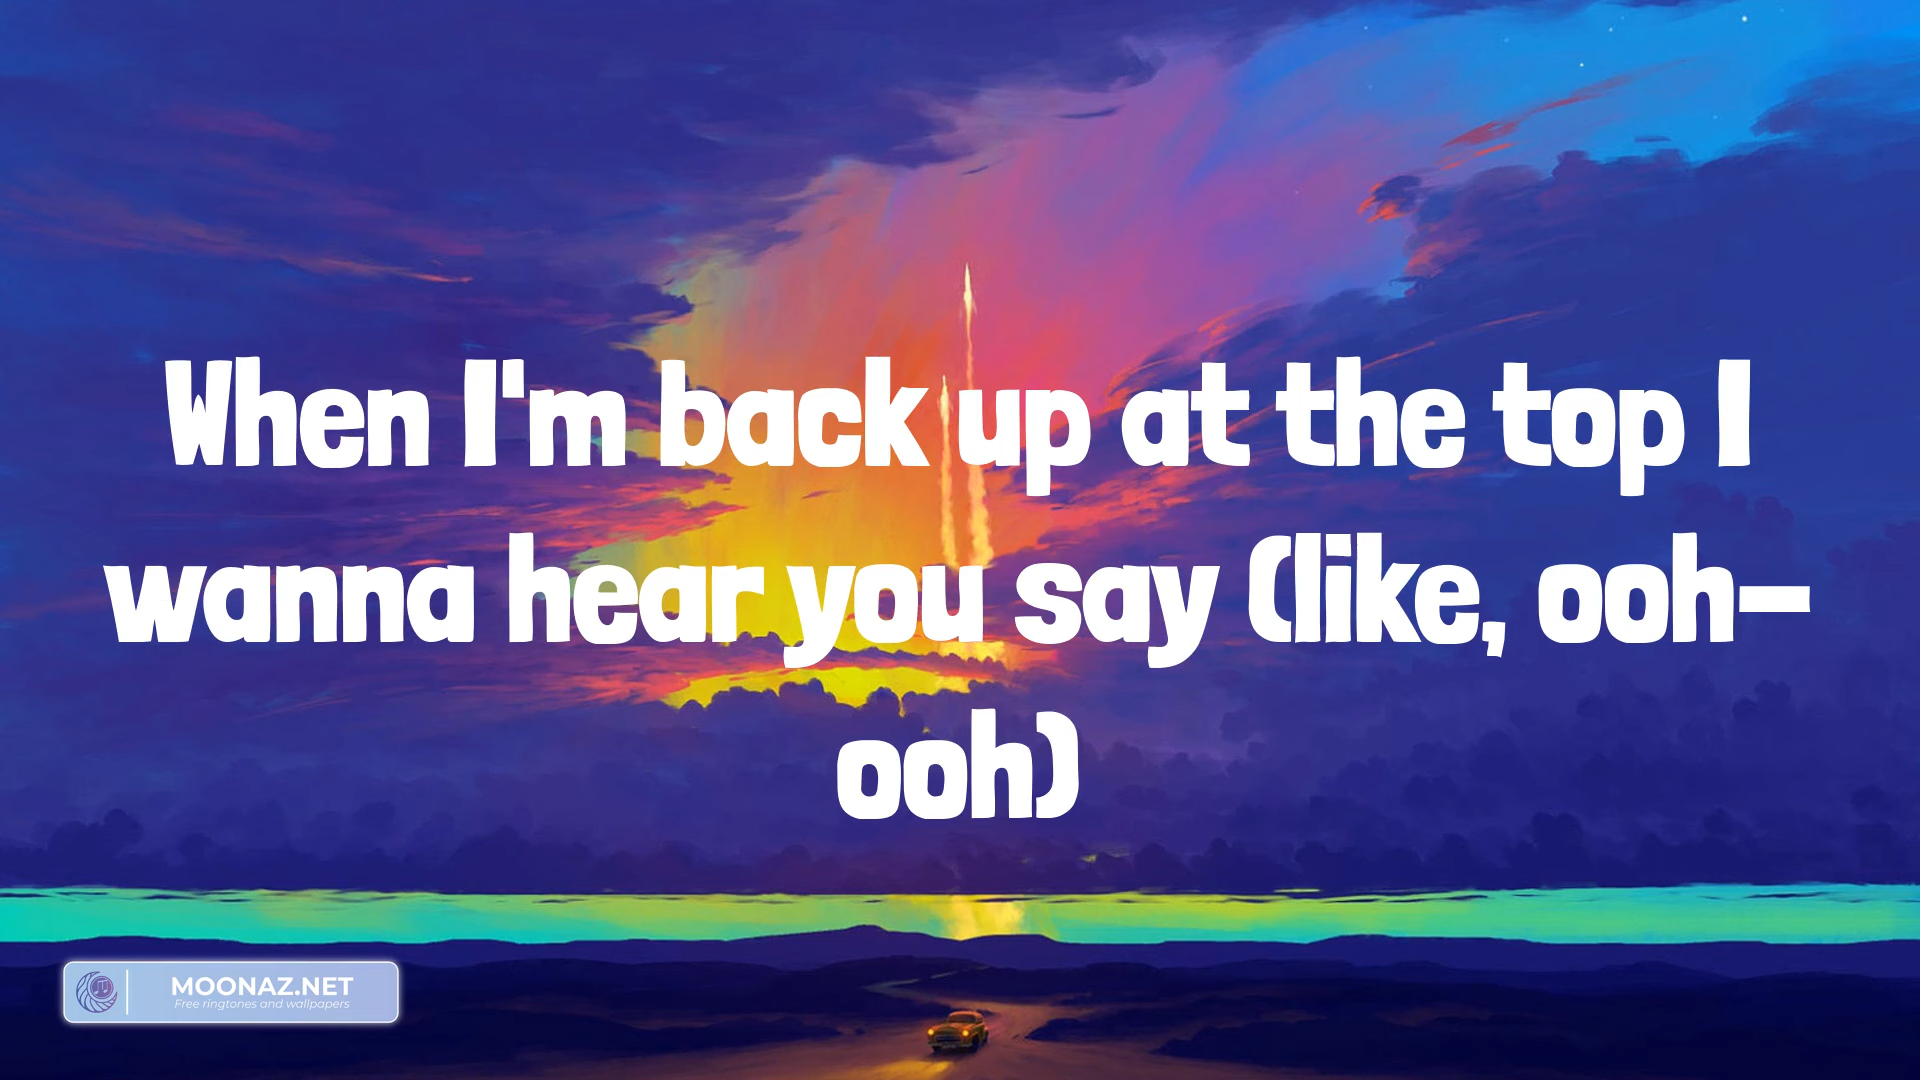 When I'm back up at the top I
wanna hear you say (like, ooh-
ooh)
MOONAZ.NET
Free ringtones and wallpapers